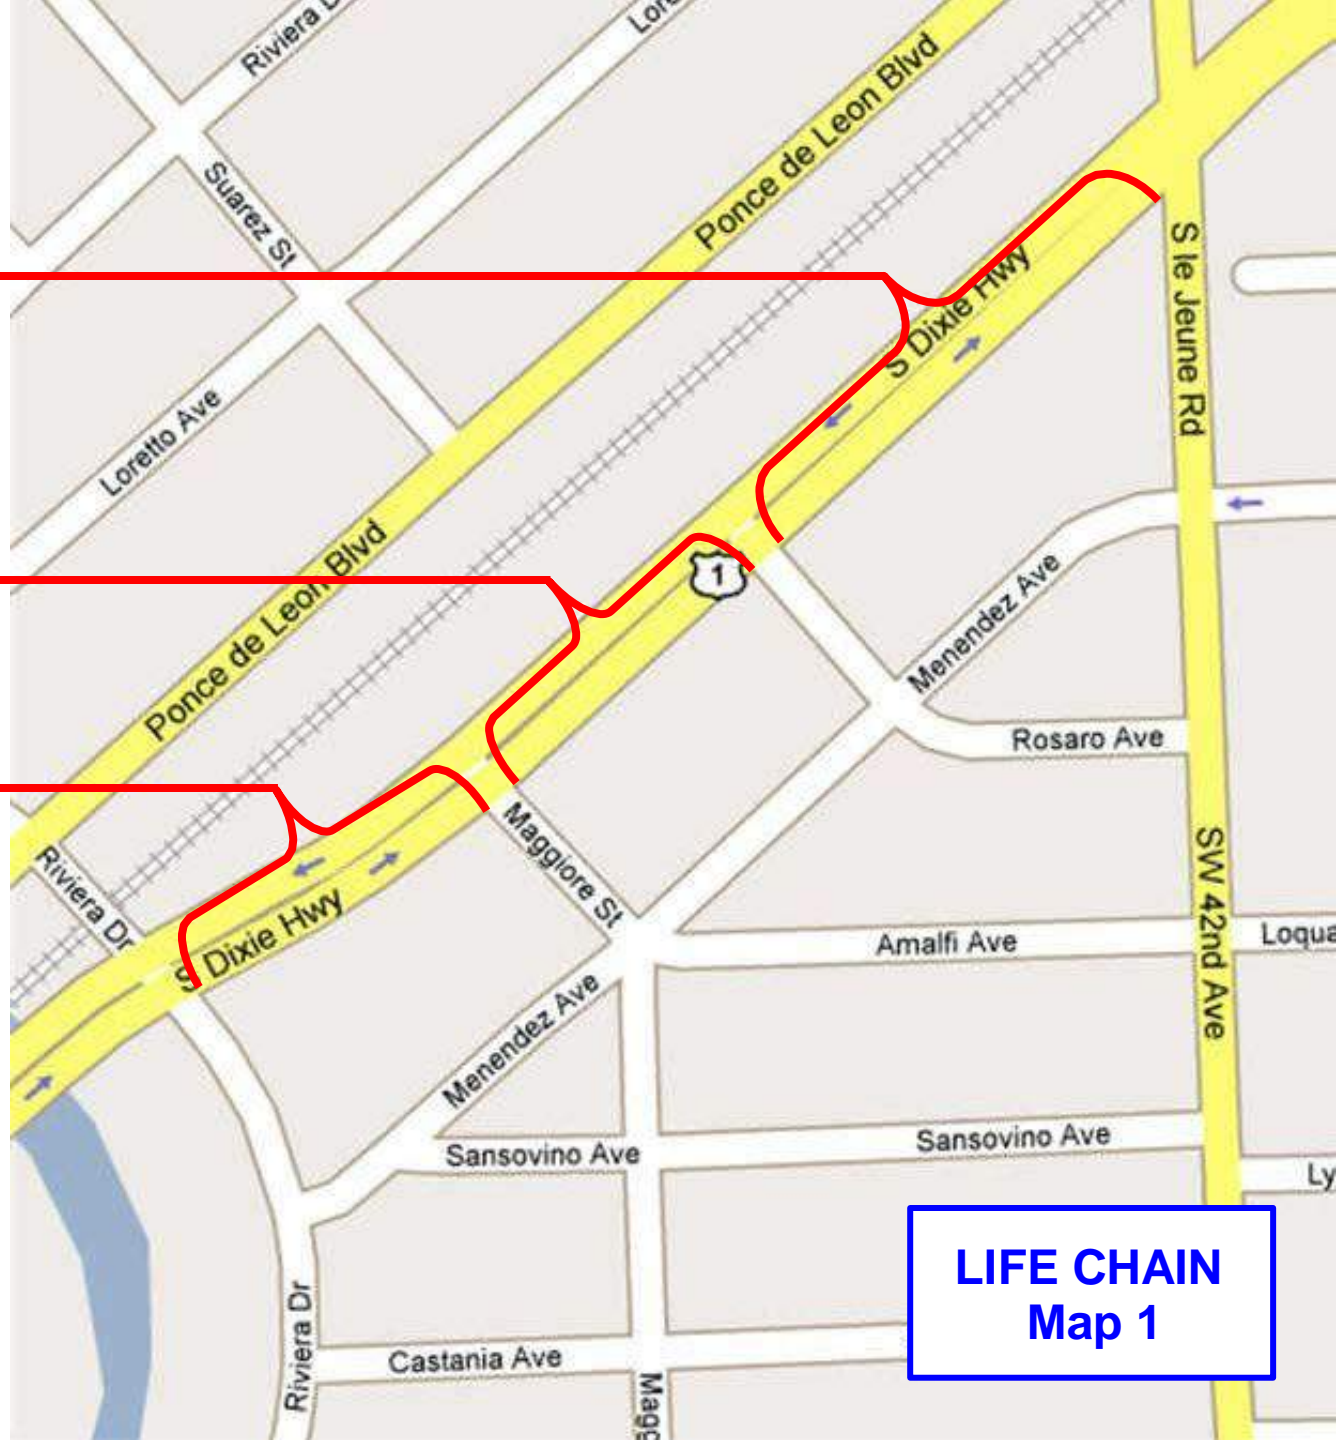 Riviera D
Lore
Ponce de Leon Blvd
Suarez St
S le Jeune Rd
S Dixie Hwy
Loretto Ave
1
Ponce de Leon Blvd
Menendez Ave
Rosaro Ave
Maggiore St
Riviera Dr
S Dixie Hwy
SW 42nd Ave
Amalfi Ave
Loqua
Menendez Ave
Sansovino Ave
Sansovino Ave
Ly
LIFE CHAIN
Map 1
Riviera Dr
Castania Ave
Magg